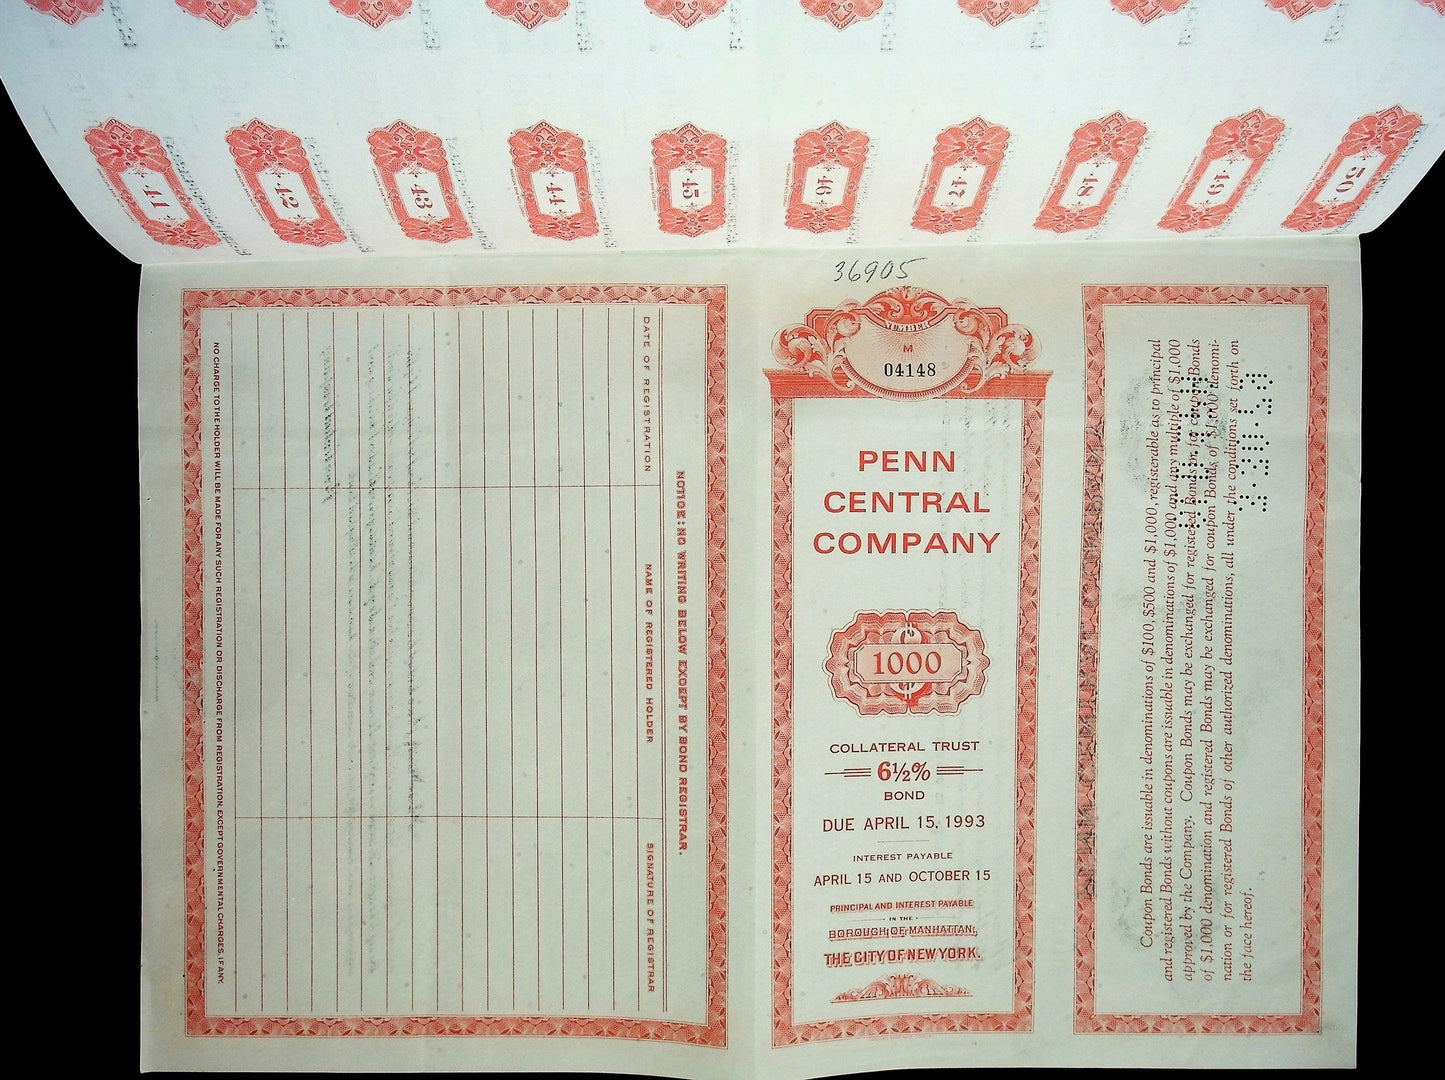 41
42
43
44
45
46
47
48
49
50
36905
NUMBER
M
04148
PENN
CENTRAL
COMPANY
$
1000
$
COLLATERAL TRUST
6½%
BOND
DUE APRIL 15, 1993
INTEREST PAYABLE
APRIL 15 AND OCTOBER 15
PRINCIPAL AND INTEREST PAYABLE
IN THE
BOROUGH OF MANHATTAN,
THE CITY OF NEW YORK.
NOTICE: NO WRITING BELOW EXCEPT BY BOND REGISTRAR.
DATE OF REGISTRATION
NAME OF REGISTERED HOLDER
SIGNATURE OF REGISTRAR
NO CHARGE TO THE HOLDER WILL BE MADE FOR ANY SUCH REGISTRATION OR DISCHARGE FROM REGISTRATION, EXCEPT GOVERNMENTAL CHARGES, IF ANY.
Coupon Bonds are issuable in denominations of $100, $500 and $1,000, registerable as to principal
and registered Bonds without coupons are issuable in denominations of $1,000 and any multiple of $1,000
approved by the Company. Coupon Bonds may be exchanged for registered Bonds or for coupon Bonds
of $1,000 denomination and registered Bonds may be exchanged for coupon Bonds of $1,000 denomi-
nation or for registered Bonds of other authorized denominations, all under the conditions set forth on
the face hereof.